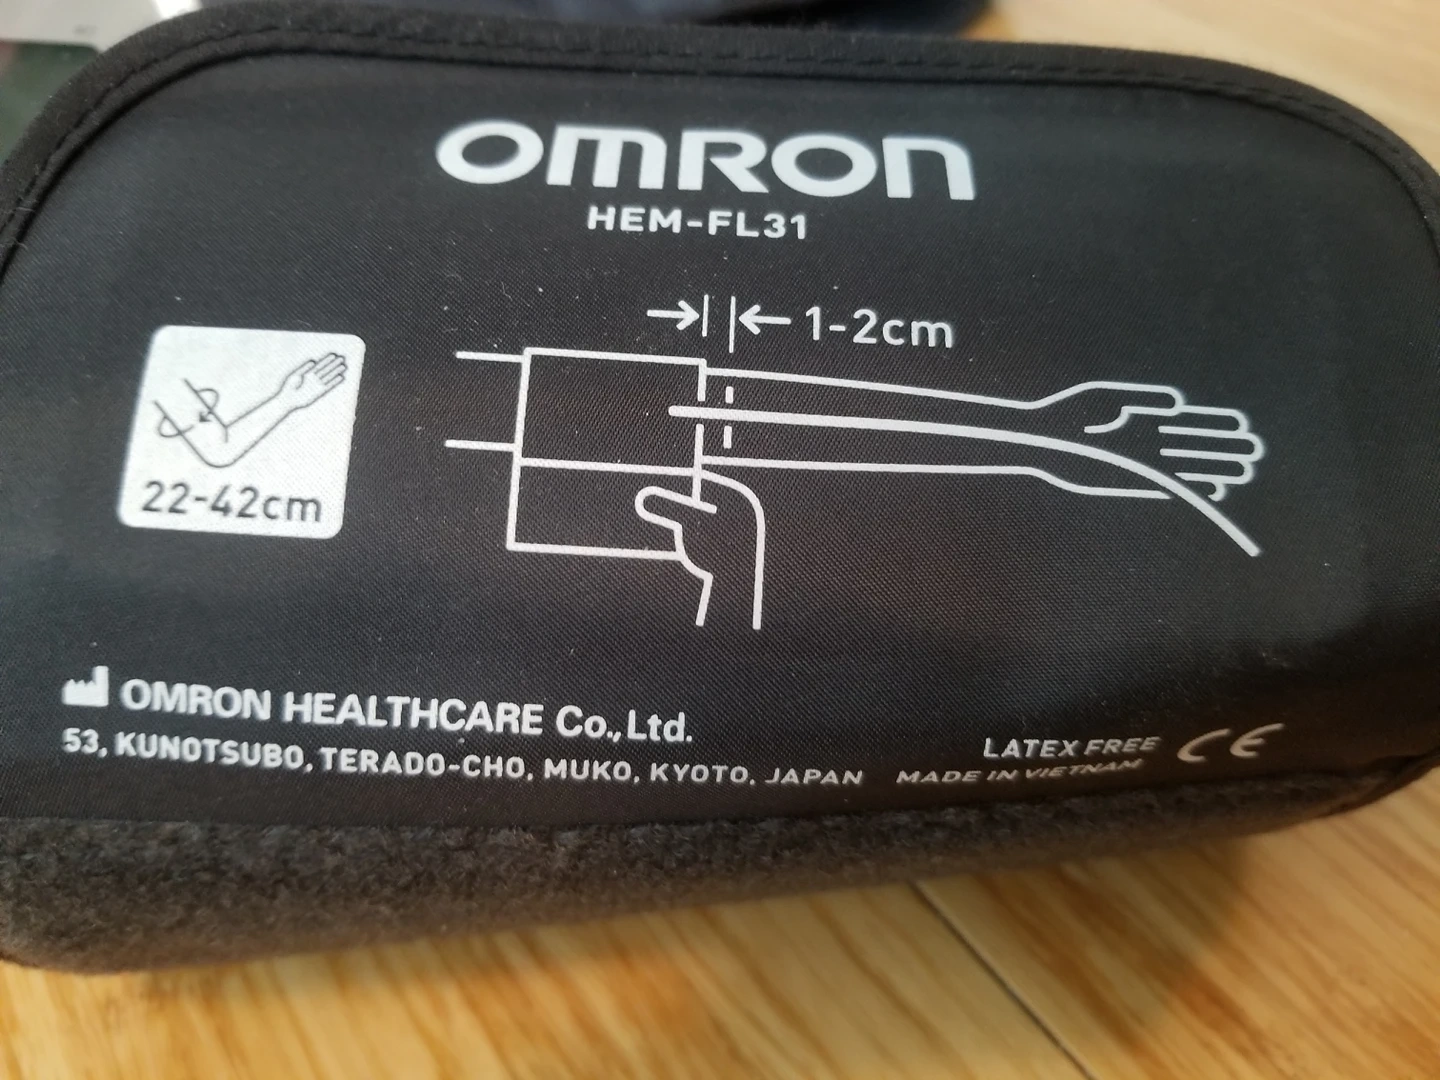 OMRON
HEM-FL31
1-2cm
22-42cm
OMRON HEALTHCARE Co., Ltd.
53, KUNOTSUBO, TERADO-CHO, MUKO, KYOTO, JAPAN
LATEX FREE
MADE IN VIETNAM
CE